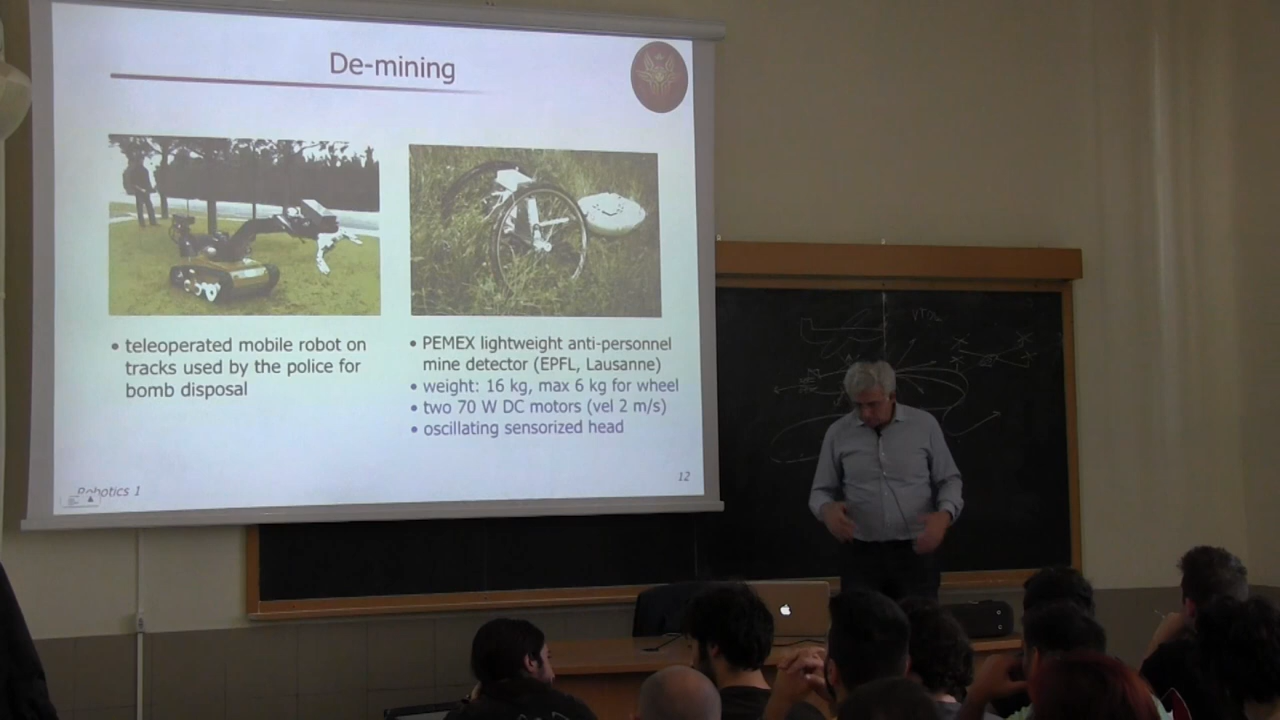 De-mining
• teleoperated mobile robot on
tracks used by the police for
bomb disposal
• PEMEX lightweight anti-personnel
mine detector (EPFL, Lausanne)
• weight: 16 kg, max 6 kg for wheel
• two 70 W DC motors (vel 2 m/s)
• oscillating sensorized head
Robotics 1
12